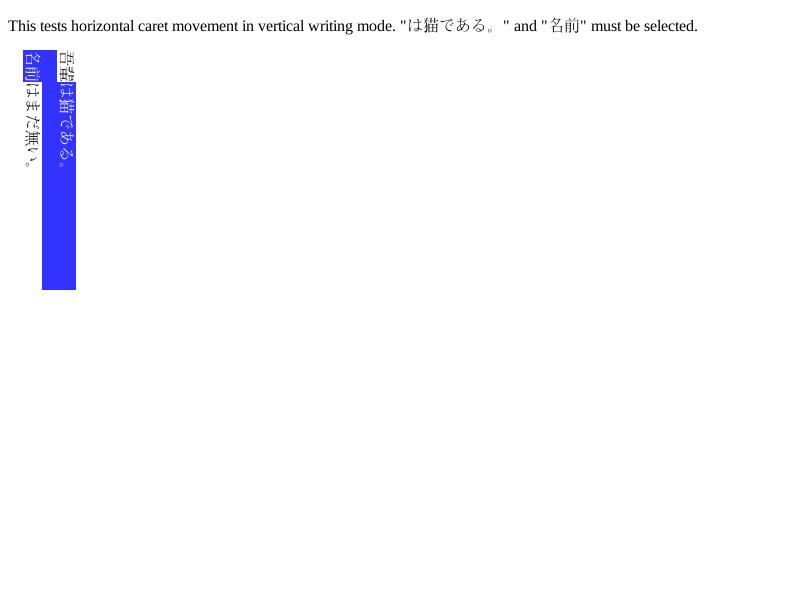 This tests horizontal caret movement in vertical writing mode. "は猫である。" and "名前" must be selected.
吾輩は猫である。
名前はまだ無い。